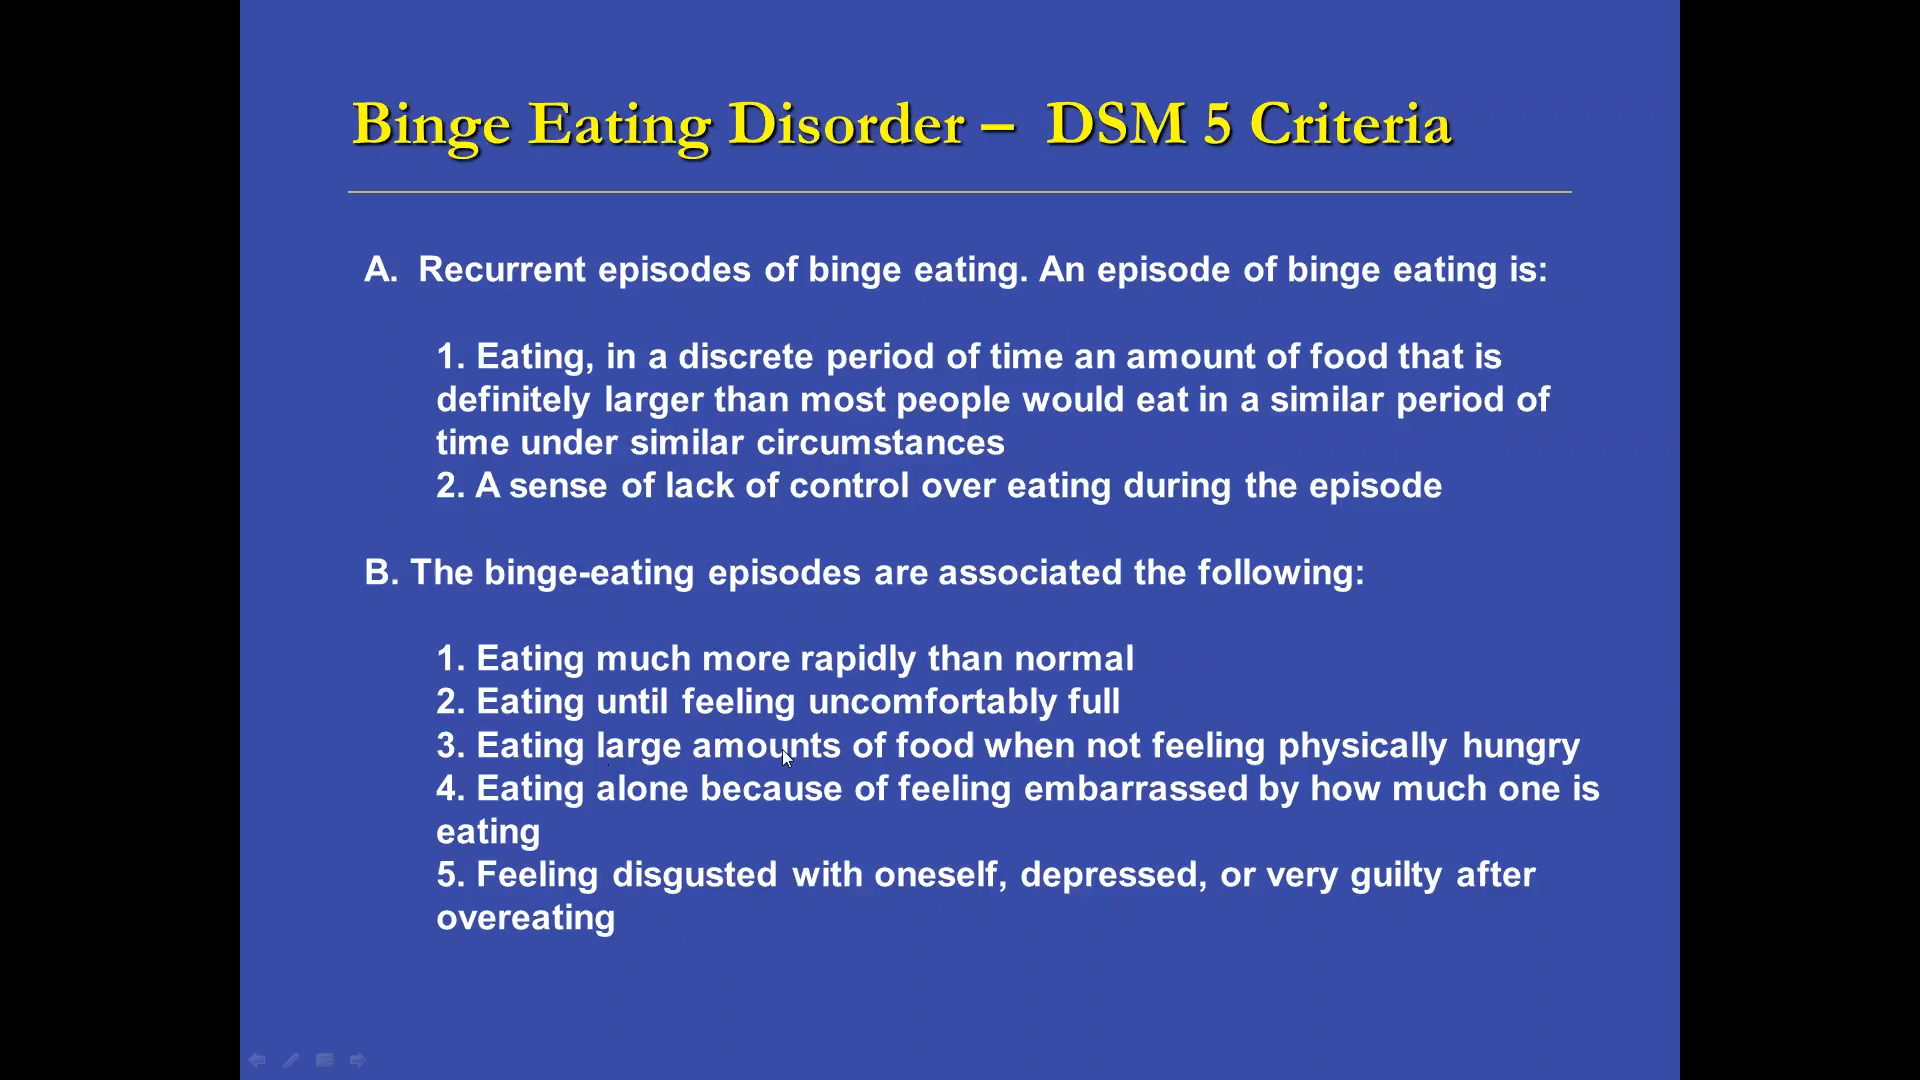 Binge Eating Disorder – DSM 5 Criteria
A. Recurrent episodes of binge eating. An episode of binge eating is:
1. Eating, in a discrete period of time an amount of food that is
definitely larger than most people would eat in a similar period of
time under similar circumstances
2. A sense of lack of control over eating during the episode
B. The binge-eating episodes are associated the following:
1. Eating much more rapidly than normal
2. Eating until feeling uncomfortably full
3. Eating large amounts of food when not feeling physically hungry
4. Eating alone because of feeling embarrassed by how much one is
eating
5. Feeling disgusted with oneself, depressed, or very guilty after
overeating